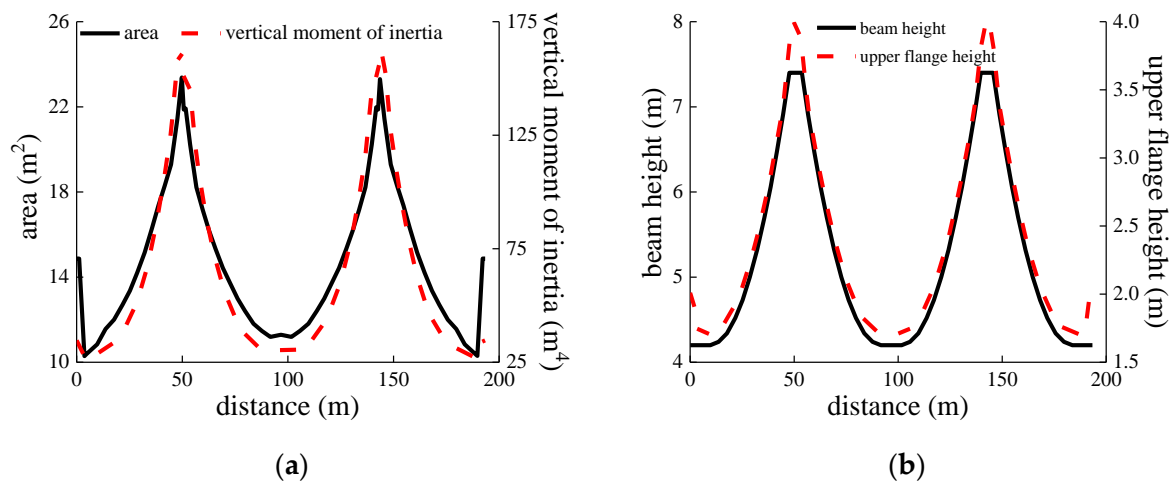 area
vertical moment of inertia
26
22
18
14
10
area (m²)
175
125
75
25
vertical moment of inertia (m⁴)
0
50
100
150
200
distance (m)
(a)
beam height
upper flange height
8
7
6
5
4
beam height (m)
4.0
3.5
3.0
2.5
2.0
1.5
upper flange height (m)
0
50
100
150
200
distance (m)
(b)